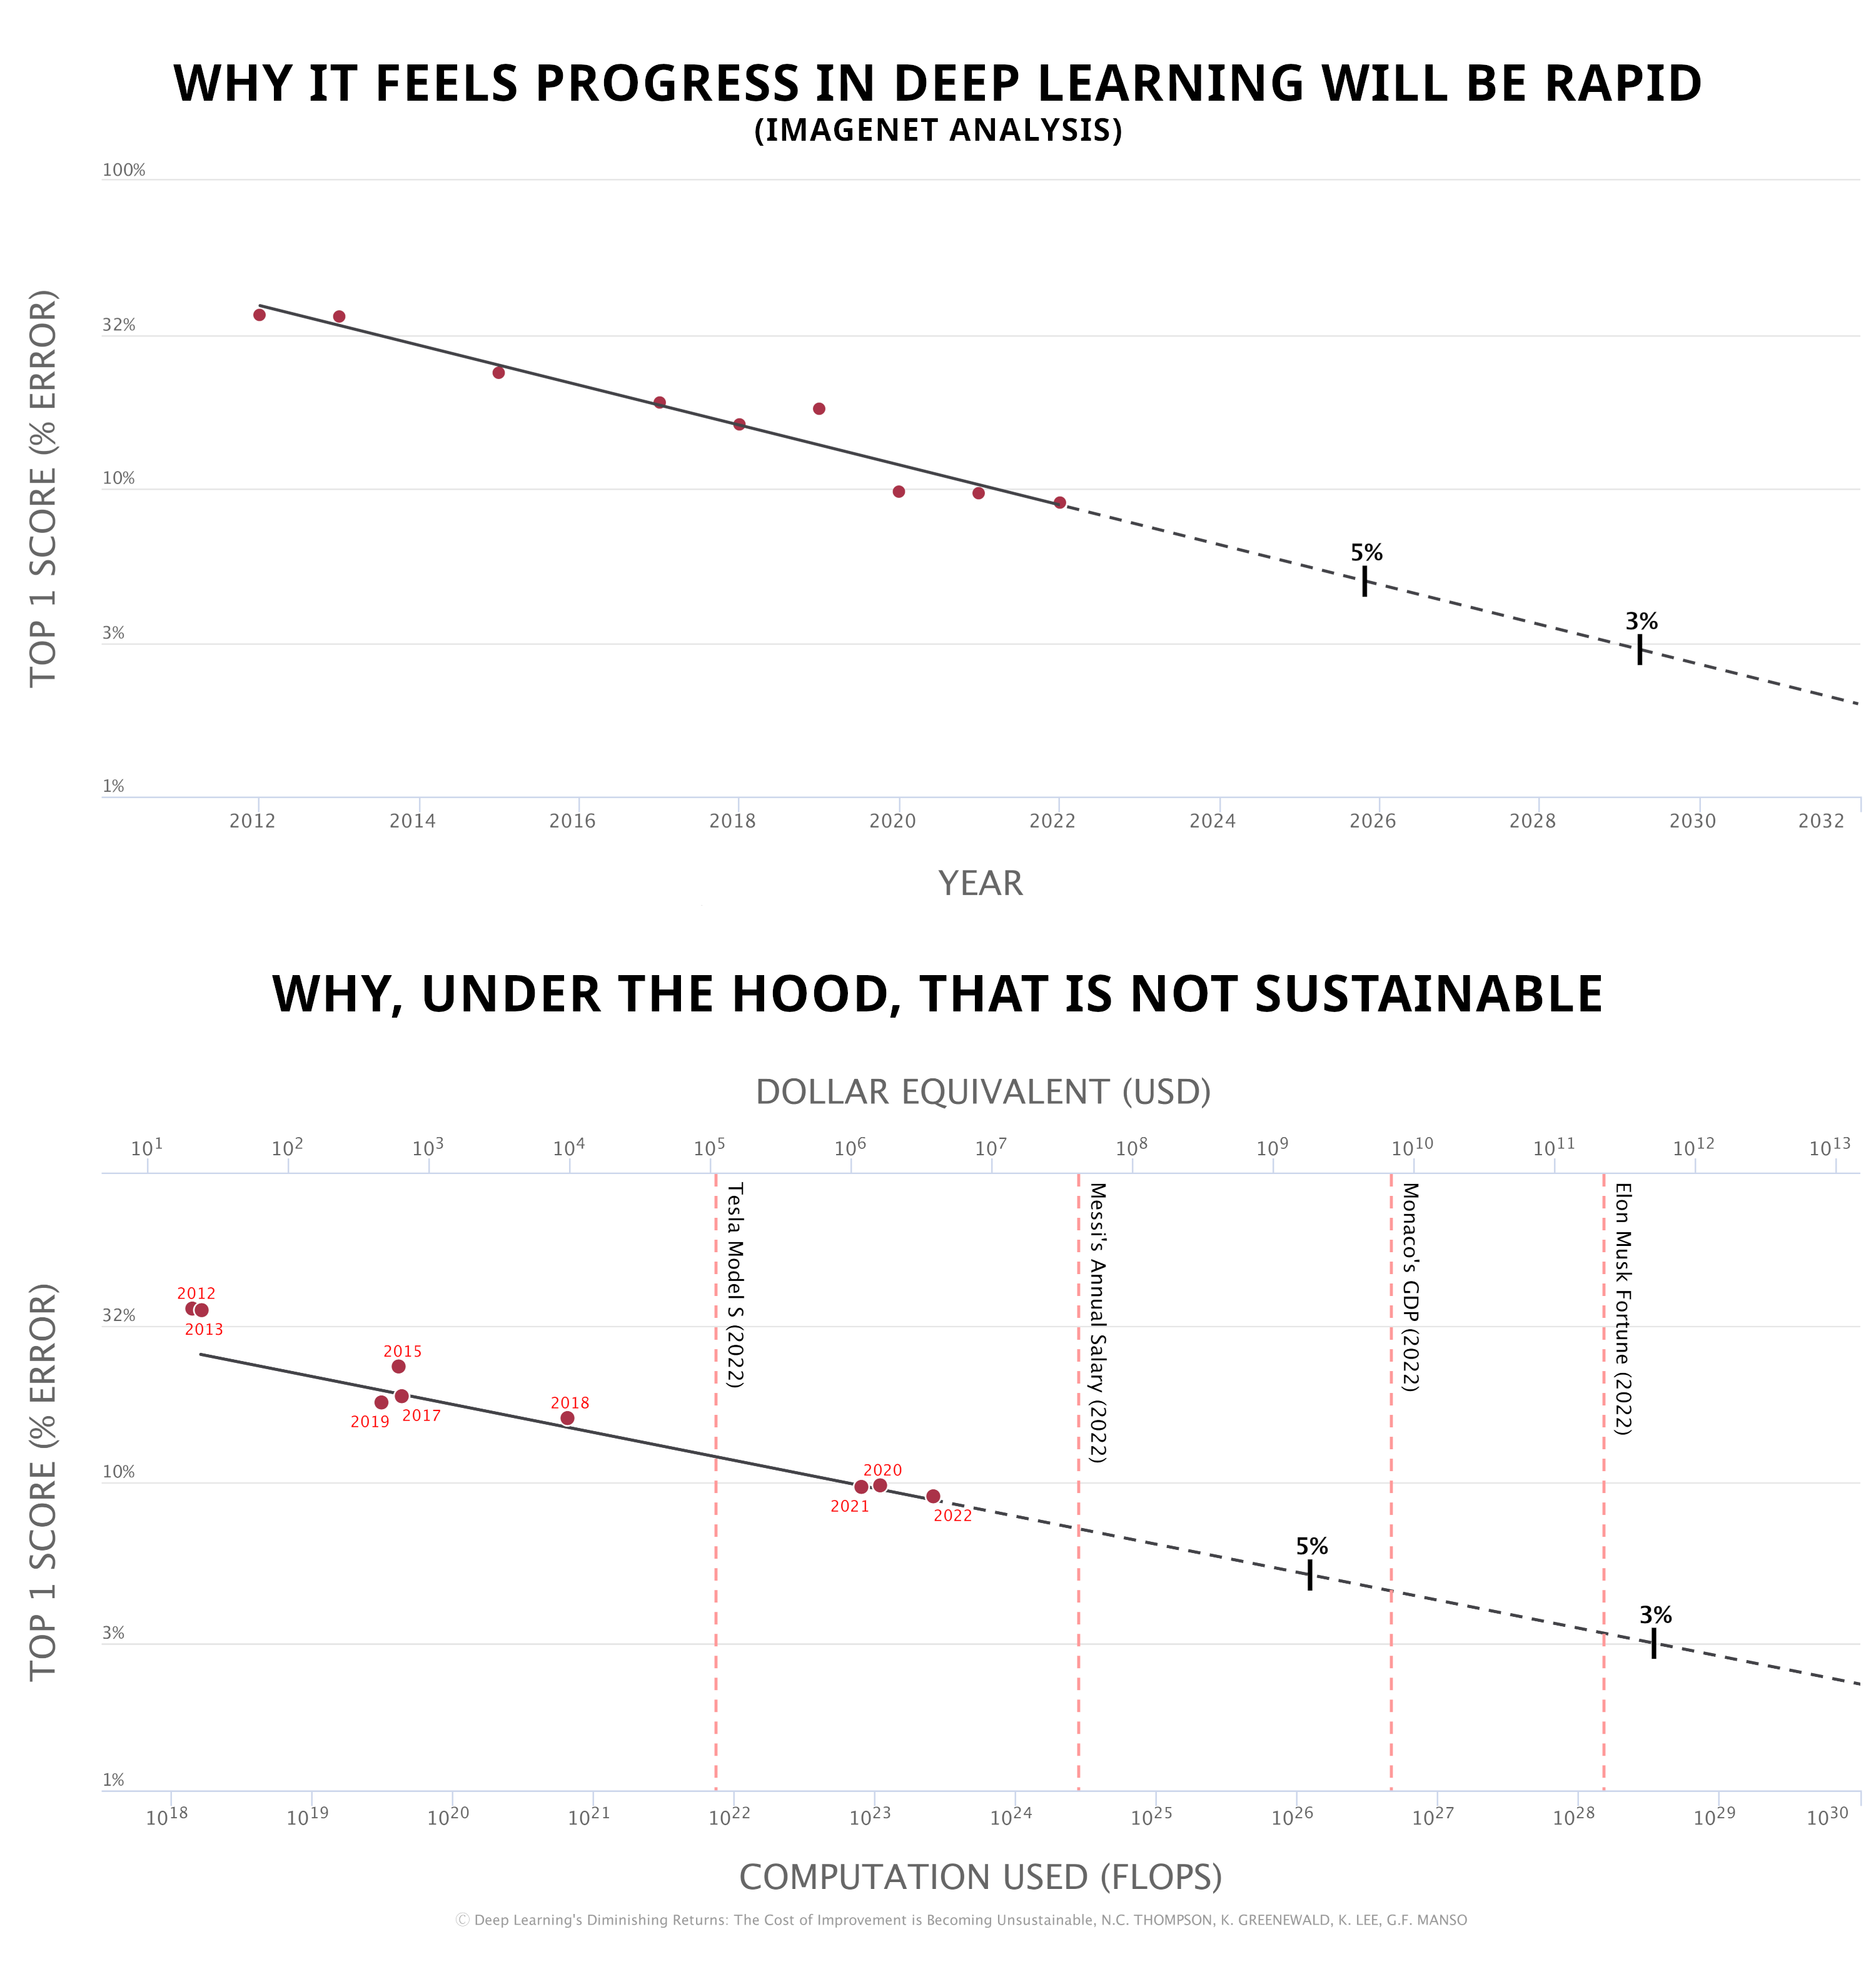 WHY IT FEELS PROGRESS IN DEEP LEARNING WILL BE RAPID
(IMAGENET ANALYSIS)
100%
32%
10%
3%
1%
TOP 1 SCORE (% ERROR)
5%
3%
2012 2014 2016 2018 2020 2022 2024 2026 2028 2030 2032
YEAR
WHY, UNDER THE HOOD, THAT IS NOT SUSTAINABLE
DOLLAR EQUIVALENT (USD)
10¹ 10² 10³ 10⁴ 10⁵ 10⁶ 10⁷ 10⁸ 10⁹ 10¹⁰ 10¹¹ 10¹² 10¹³
Tesla Model S (2022)
Messi's Annual Salary (2022)
Monaco's GDP (2022)
Elon Musk Fortune (2022)
32%
10%
3%
1%
TOP 1 SCORE (% ERROR)
2012
2013
2015
2019
2017
2018
2020
2021
2022
5%
3%
10¹⁸ 10¹⁹ 10²⁰ 10²¹ 10²² 10²³ 10²⁴ 10²⁵ 10²⁶ 10²⁷ 10²⁸ 10²⁹ 10³⁰
COMPUTATION USED (FLOPS)
© Deep Learning's Diminishing Returns: The Cost of Improvement is Becoming Unsustainable, N.C. THOMPSON, K. GREENEWALD, K. LEE, G.F. MANSO